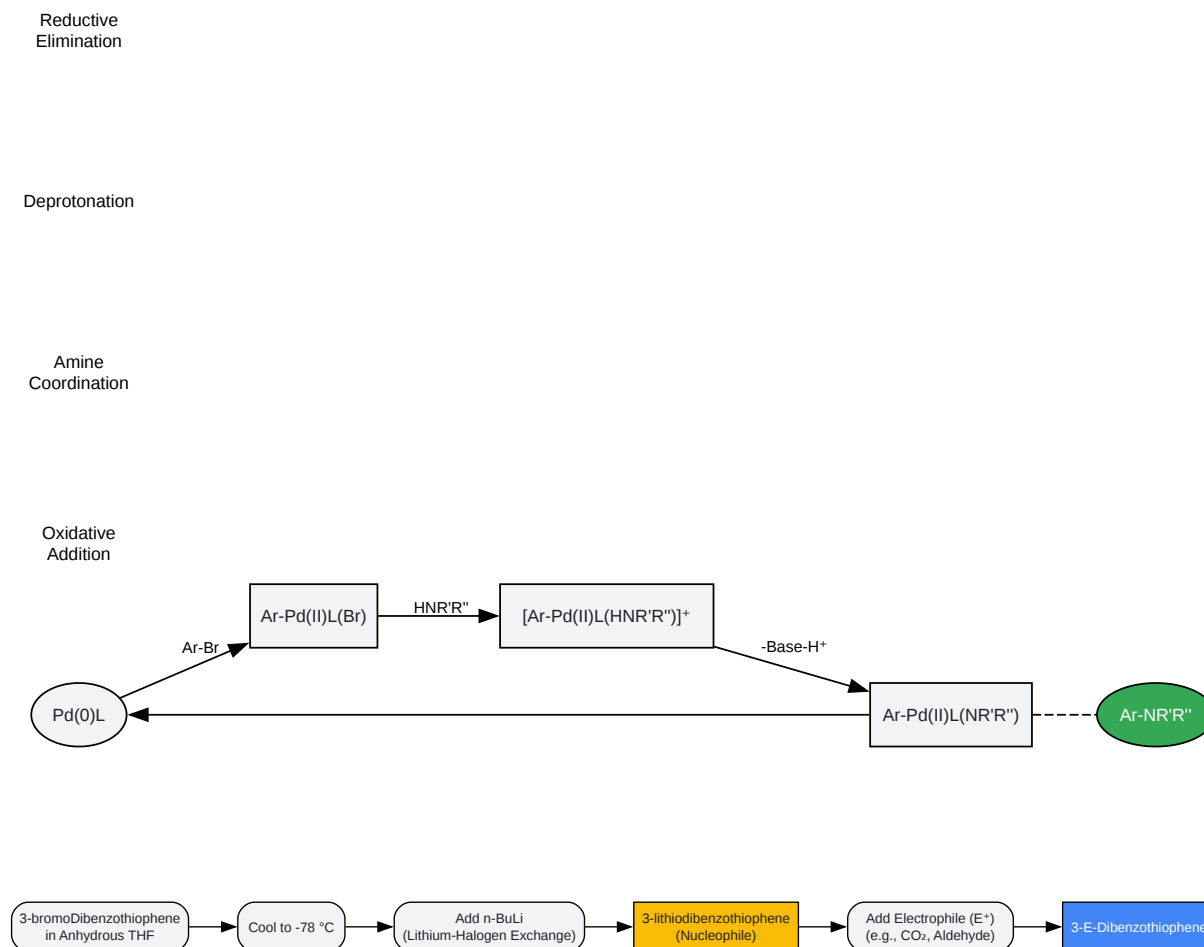 Reductive
Elimination
Deprotonation
Amine
Coordination
Oxidative
Addition
Ar-Pd(II)L(Br)
HNR'R"
[Ar-Pd(II)L(HNR'R")]⁺
Ar-Br
-Base-H⁺
Pd(0)L
Ar-Pd(II)L(NR'R")
Ar-NR'R"
3-bromoDibenzothiophene
in Anhydrous THF
Cool to -78 °C
Add n-BuLi
(Lithium-Halogen Exchange)
3-lithiodibenzothiophene
(Nucleophile)
Add Electrophile (E⁺)
(e.g., CO₂, Aldehyde)
3-E-Dibenzothiophene